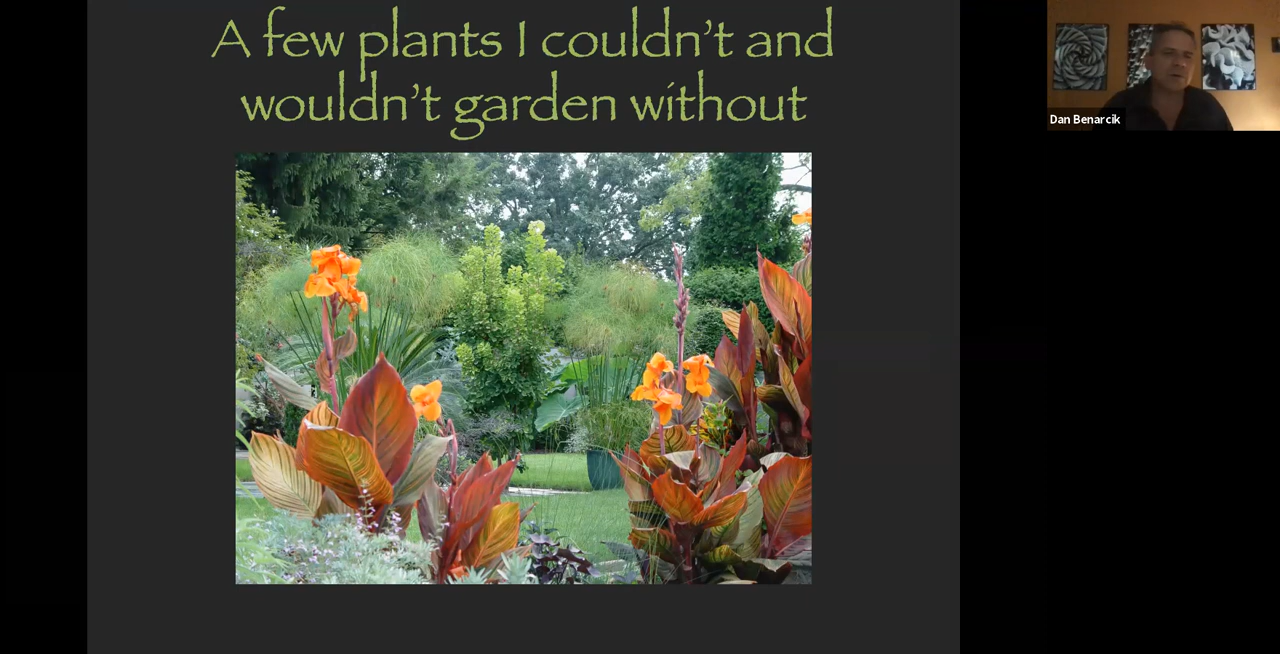 A few plants I couldn’t and
wouldn’t garden without
Dan Benarcik